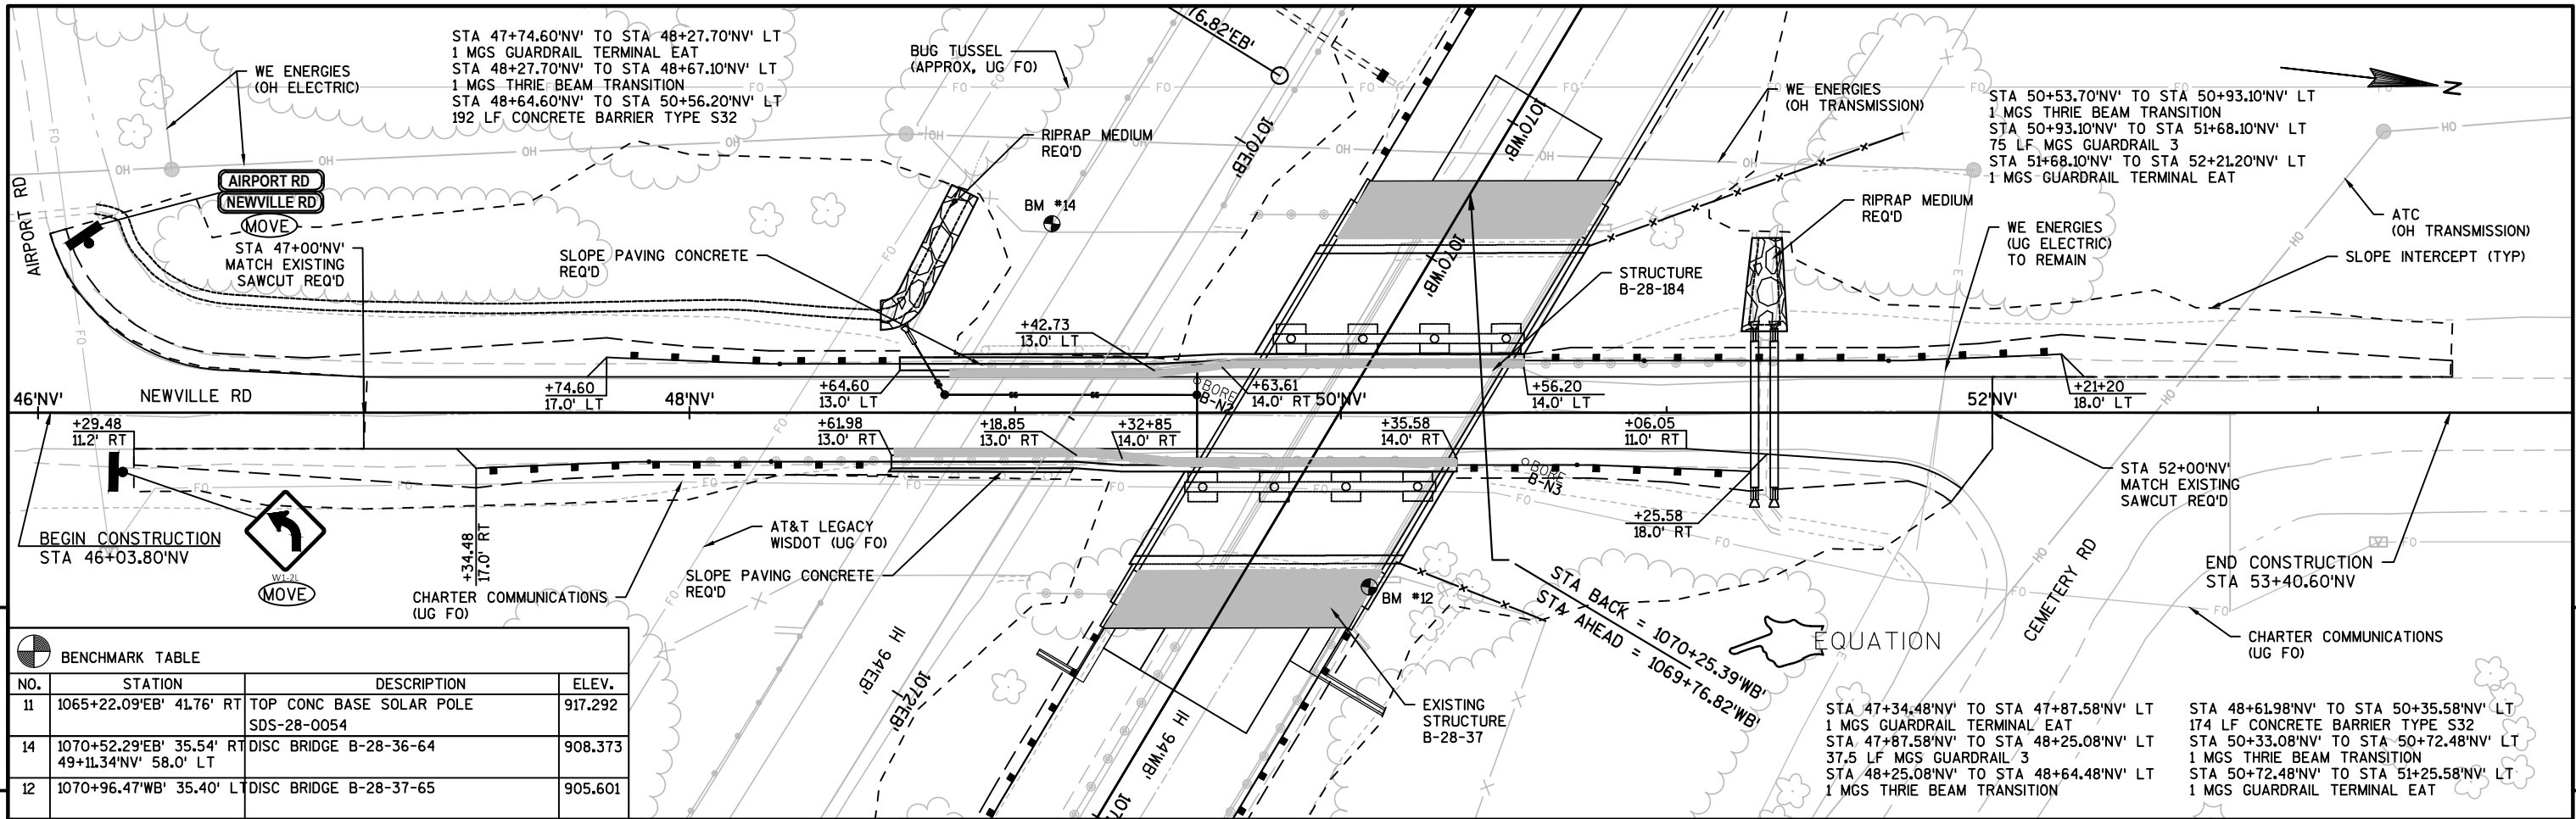 STA 47+74.60'NV' TO STA 48+27.70'NV' LT
1 MGS GUARDRAIL TERMINAL EAT
STA 48+27.70'NV' TO STA 48+67.10'NV' LT
1 MGS THRIE BEAM TRANSITION
STA 48+64.60'NV' TO STA 50+56.20'NV' LT
192 LF CONCRETE BARRIER TYPE S32
WE ENERGIES
(OH ELECTRIC)
BUG TUSSEL
(APPROX, UG FO)
76.82'EB'
WE ENERGIES
(OH TRANSMISSION)
N
STA 50+53.70'NV' TO STA 50+93.10'NV' LT
1 MGS THRIE BEAM TRANSITION
STA 50+93.10'NV' TO STA 51+68.10'NV' LT
75 LF MGS GUARDRAIL 3
STA 51+68.10'NV' TO STA 52+21.20'NV' LT
1 MGS GUARDRAIL TERMINAL EAT
RIPRAP MEDIUM
REQ'D
1070'EB'
1070'WB'
AIRPORT RD
NEWVILLE RD
MOVE
AIRPORT RD
BM #14
RIPRAP MEDIUM
REQ'D
ATC
(OH TRANSMISSION)
WE ENERGIES
(UG ELECTRIC)
TO REMAIN
SLOPE INTERCEPT (TYP)
STA 47+00'NV'
MATCH EXISTING
SAWCUT REQ'D
SLOPE PAVING CONCRETE
REQ'D
1070'WB'
STRUCTURE
B-28-184
+42.73
13.0' LT
46'NV'
NEWVILLE RD
+74.60
17.0' LT
48'NV'
+64.60
13.0' LT
BORE
B-N2
+63.61
14.0' RT
50'NV'
+56.20
14.0' LT
52'NV'
+21+20
18.0' LT
+29.48
11.2' RT
+61.98
13.0' RT
+18.85
13.0' RT
+32+85
14.0' RT
+35.58
14.0' RT
+06.05
11.0' RT
BORE
B-N3
STA 52+00'NV'
MATCH EXISTING
SAWCUT REQ'D
BEGIN CONSTRUCTION
STA 46+03.80'NV'
W1-2L
MOVE
+34.48
17.0' RT
AT&T LEGACY
WISDOT (UG FO)
+25.58
18.0' RT
CHARTER COMMUNICATIONS
(UG FO)
SLOPE PAVING CONCRETE
REQ'D
BM #12
STA BACK = 1070+25.39'WB'
STA AHEAD = 1069+76.82'WB'
EQUATION
CEMETERY RD
END CONSTRUCTION
STA 53+40.60'NV
CHARTER COMMUNICATIONS
(UG FO)
IH 94'EB'
1072'EB'
IH 94'WB'
107
EXISTING
STRUCTURE
B-28-37
BENCHMARK TABLE
NO. STATION DESCRIPTION ELEV.
11 1065+22.09'EB' 41.76' RT TOP CONC BASE SOLAR POLE 917.292
SDS-28-0054
14 1070+52.29'EB' 35.54' RT DISC BRIDGE B-28-36-64 908.373
49+11.34'NV' 58.0' LT
12 1070+96.47'WB' 35.40' LT DISC BRIDGE B-28-37-65 905.601
STA 47+34.48'NV' TO STA 47+87.58'NV' LT
1 MGS GUARDRAIL TERMINAL EAT
STA 47+87.58'NV' TO STA 48+25.08'NV' LT
37.5 LF MGS GUARDRAIL 3
STA 48+25.08'NV' TO STA 48+64.48'NV' LT
1 MGS THRIE BEAM TRANSITION
STA 48+61.98'NV' TO STA 50+35.58'NV' LT
174 LF CONCRETE BARRIER TYPE S32
STA 50+33.08'NV' TO STA 50+72.48'NV' LT
1 MGS THRIE BEAM TRANSITION
STA 50+72.48'NV' TO STA 51+25.58'NV' LT
1 MGS GUARDRAIL TERMINAL EAT